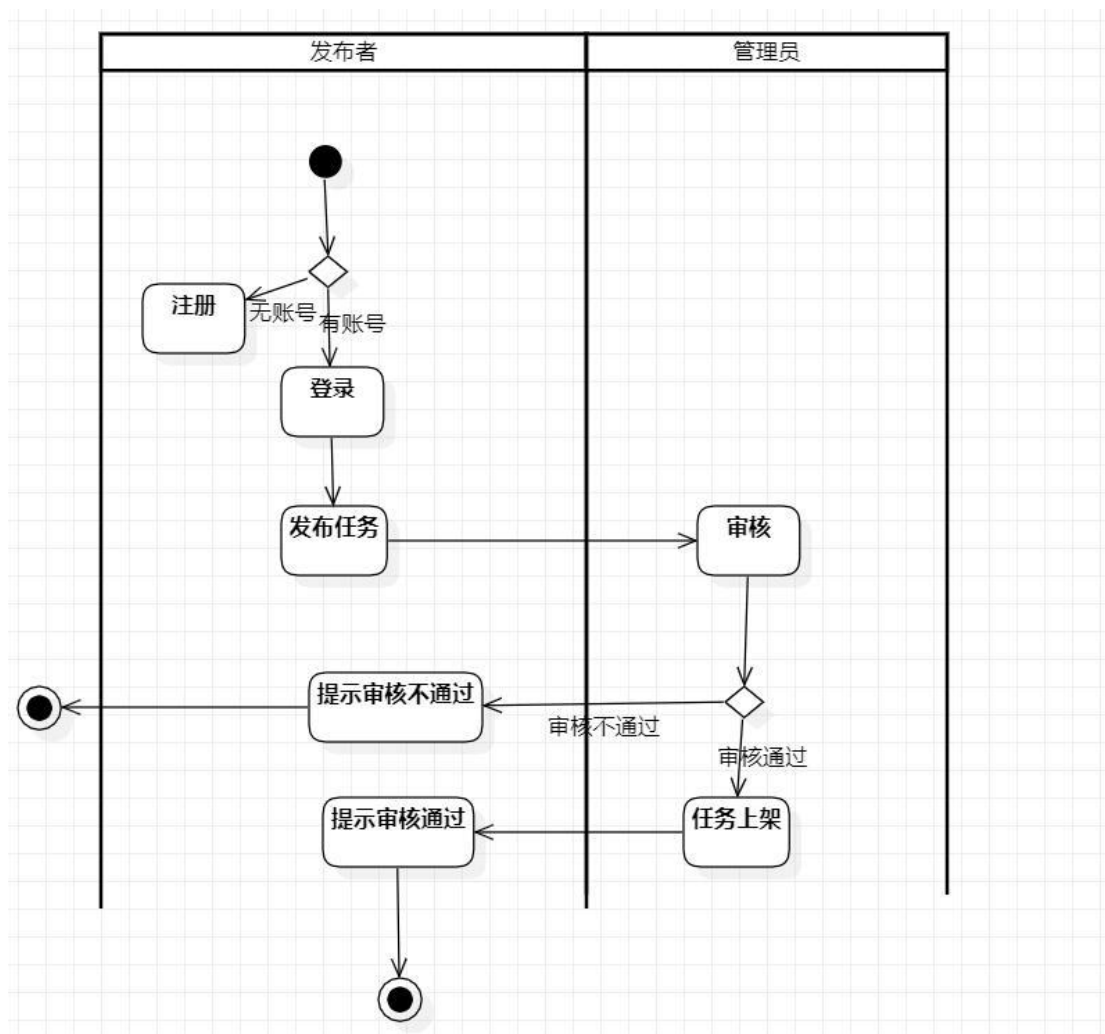 发布者
管理员
注册
无账号
有账号
登录
发布任务
审核
提示审核不通过
审核不通过
审核通过
提示审核通过
任务上架